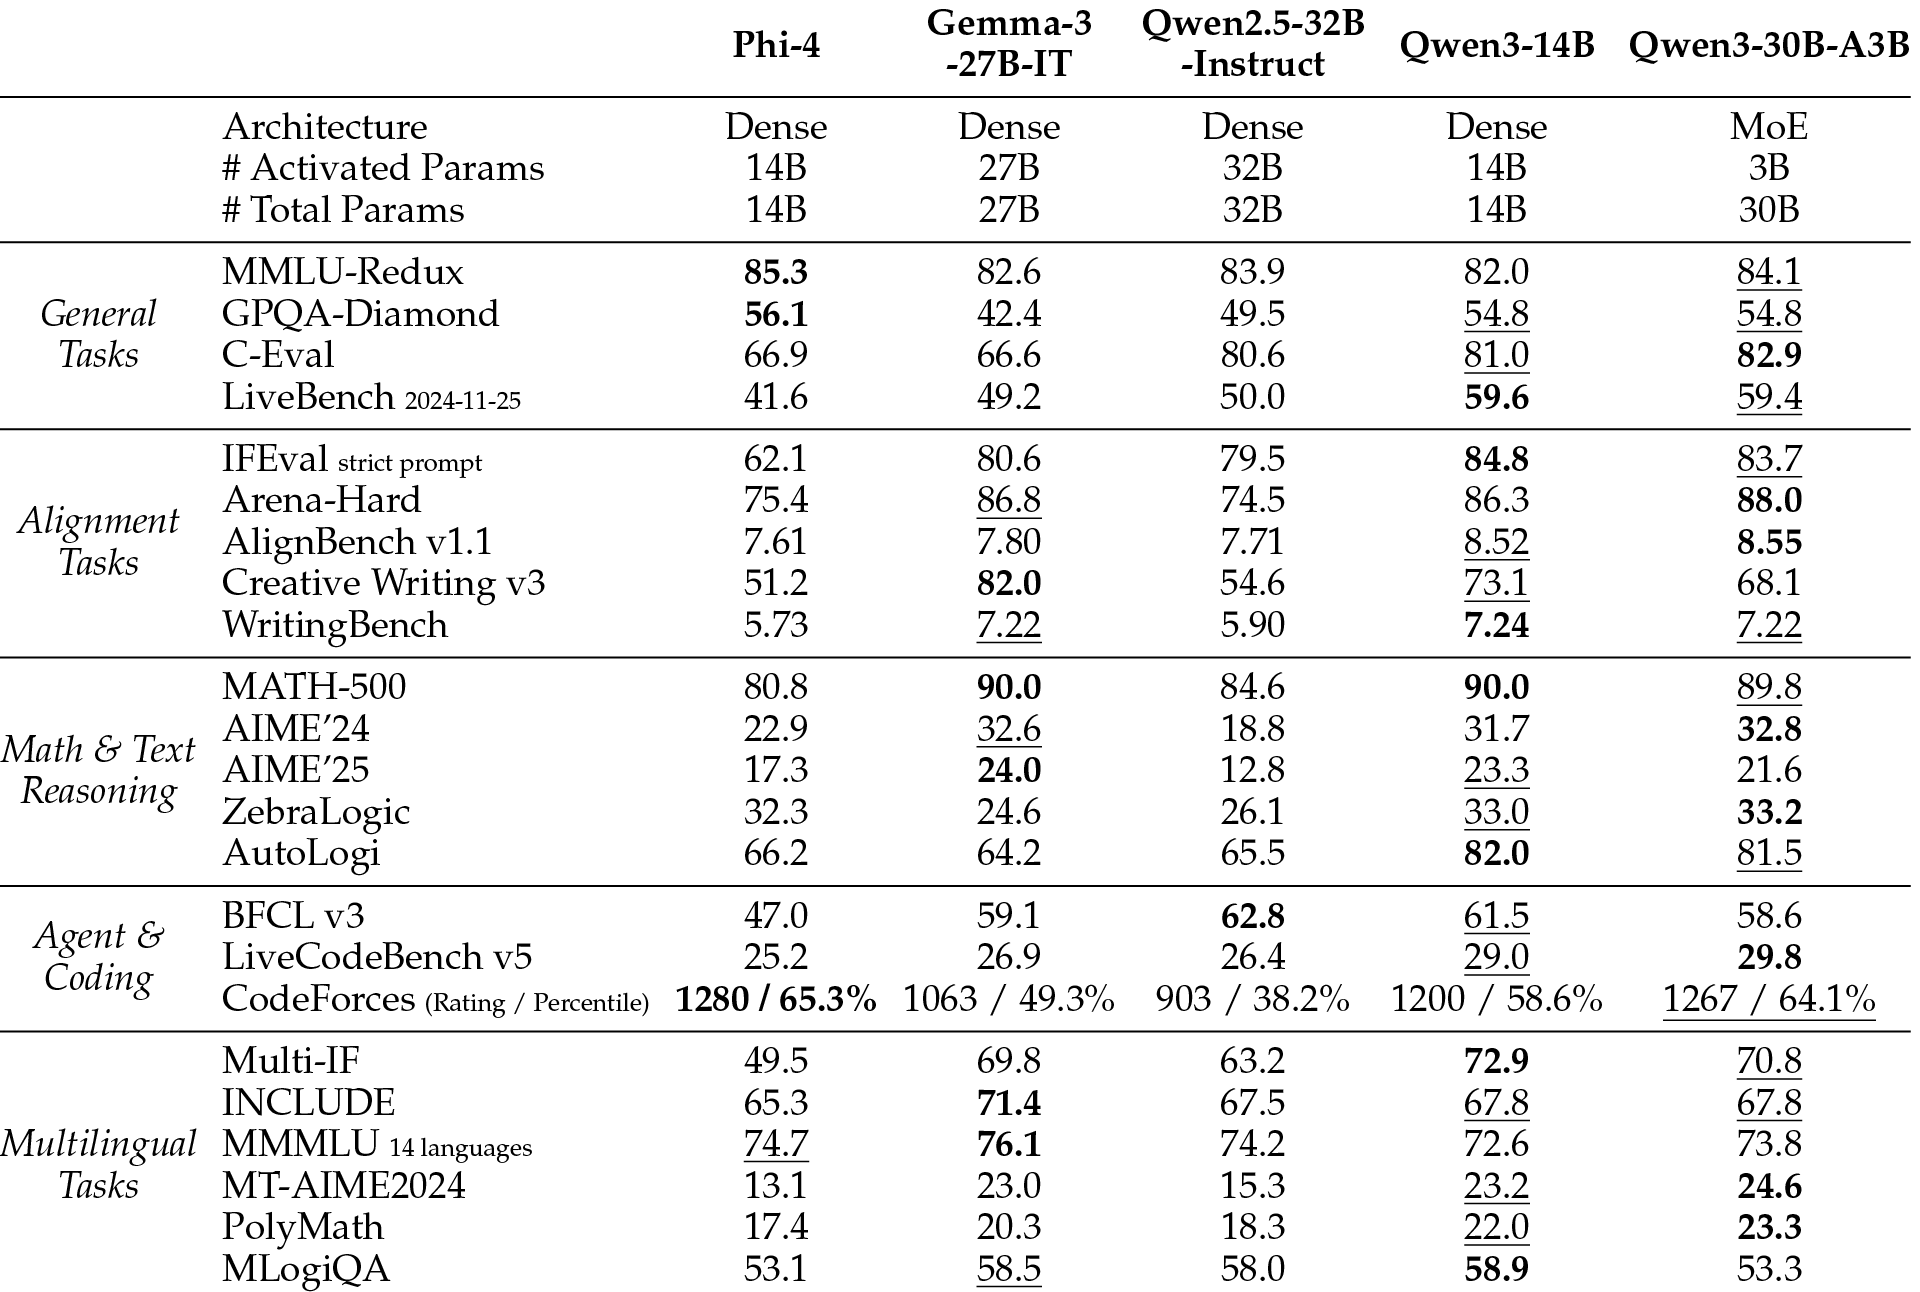 Phi-4 Gemma-3 -27B-IT Qwen2.5-32B -Instruct Qwen3-14B Qwen3-30B-A3B
Architecture Dense Dense Dense Dense MoE
# Activated Params 14B 27B 32B 14B 3B
# Total Params 14B 27B 32B 14B 30B
General Tasks
MMLU-Redux 85.3 82.6 83.9 82.0 84.1
GPQA-Diamond 56.1 42.4 49.5 54.8 54.8
C-Eval 66.9 66.6 80.6 81.0 82.9
LiveBench 2024-11-25 41.6 49.2 50.0 59.6 59.4
Alignment Tasks
IFEval strict prompt 62.1 80.6 79.5 84.8 83.7
Arena-Hard 75.4 86.8 74.5 86.3 88.0
AlignBench v1.1 7.61 7.80 7.71 8.52 8.55
Creative Writing v3 51.2 82.0 54.6 73.1 68.1
WritingBench 5.73 7.22 5.90 7.24 7.22
Math & Text Reasoning
MATH-500 80.8 90.0 84.6 90.0 89.8
AIME’24 22.9 32.6 18.8 31.7 32.8
AIME’25 17.3 24.0 12.8 23.3 21.6
ZebraLogic 32.3 24.6 26.1 33.0 33.2
AutoLogi 66.2 64.2 65.5 82.0 81.5
Agent & Coding
BFCL v3 47.0 59.1 62.8 61.5 58.6
LiveCodeBench v5 25.2 26.9 26.4 29.0 29.8
CodeForces (Rating / Percentile) 1280 / 65.3% 1063 / 49.3% 903 / 38.2% 1200 / 58.6% 1267 / 64.1%
Multilingual Tasks
Multi-IF 49.5 69.8 63.2 72.9 70.8
INCLUDE 65.3 71.4 67.5 67.8 67.8
MMMLU 14 languages 74.7 76.1 74.2 72.6 73.8
MT-AIME2024 13.1 23.0 15.3 23.2 24.6
PolyMath 17.4 20.3 18.3 22.0 23.3
MLogiQA 53.1 58.5 58.0 58.9 53.3